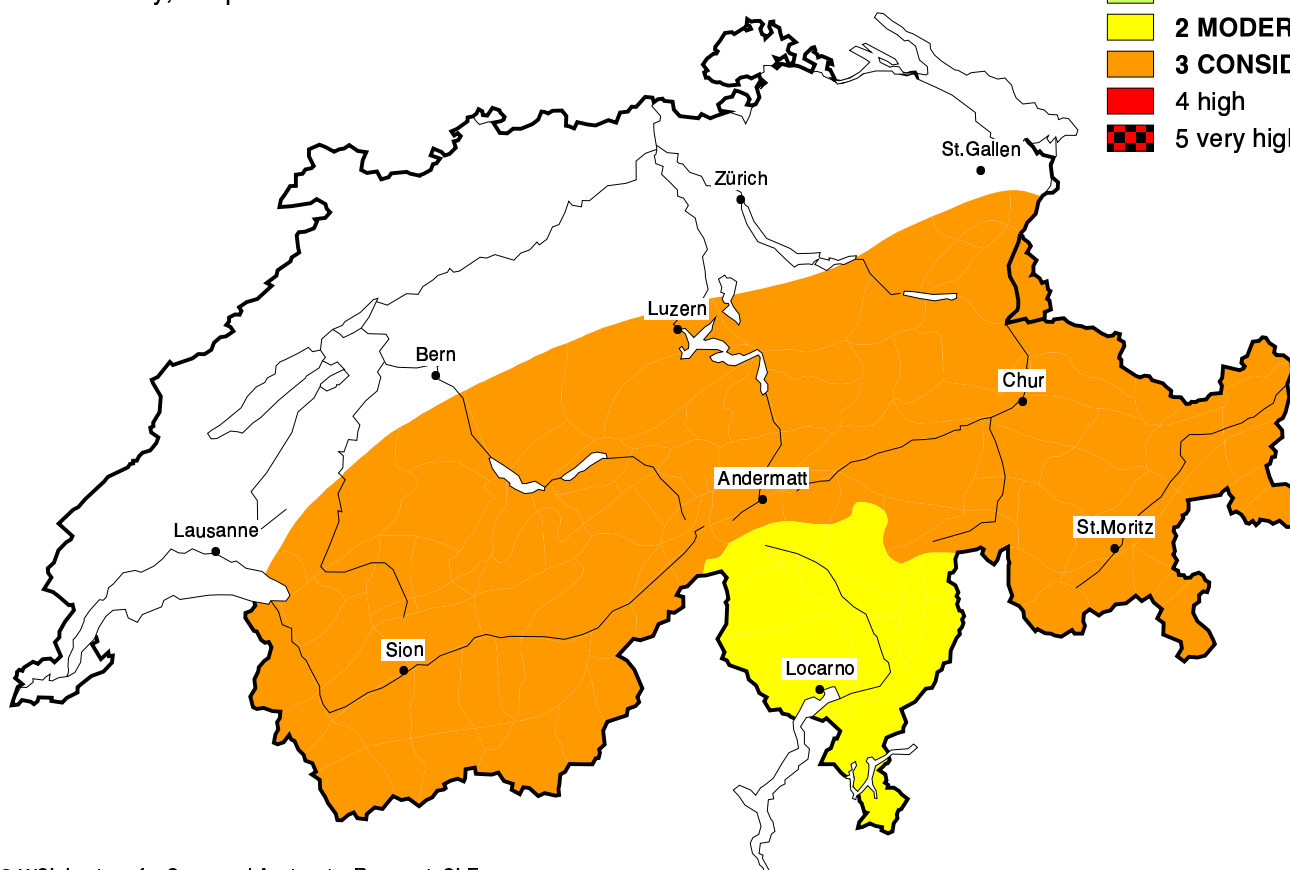 2 MODER
3 CONSID
4 high
5 very high
St.Gallen
Zürich
Luzern
Bern
Chur
Andermatt
Lausanne
St.Moritz
Sion
Locarno